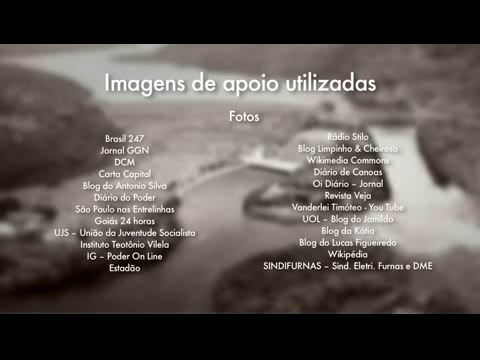 Imagens de apoio utilizadas
Fotos
Brasil 247
Jornal GGN
DCM
Carta Capital
Blog do Antonio Silva
Diário do Poder
São Paulo nas Entrelinhas
Goiás 24 horas
UJS – União da Juventude Socialista
Instituto Teotônio Vilela
IG – Poder On Line
Estadão
Rádio Stilo
Blog Limpinho & Cheiroso
Wikimedia Commons
Diário de Canoas
Oi Diário – Jornal
Revista Veja
Vanderlei Timóteo - You Tube
UOL – Blog do Jamildo
Blog da Kátia
Blog do Lucas Figueiredo
Wikipédia
SINDIFURNAS – Sind. Eletri. Furnas e DME